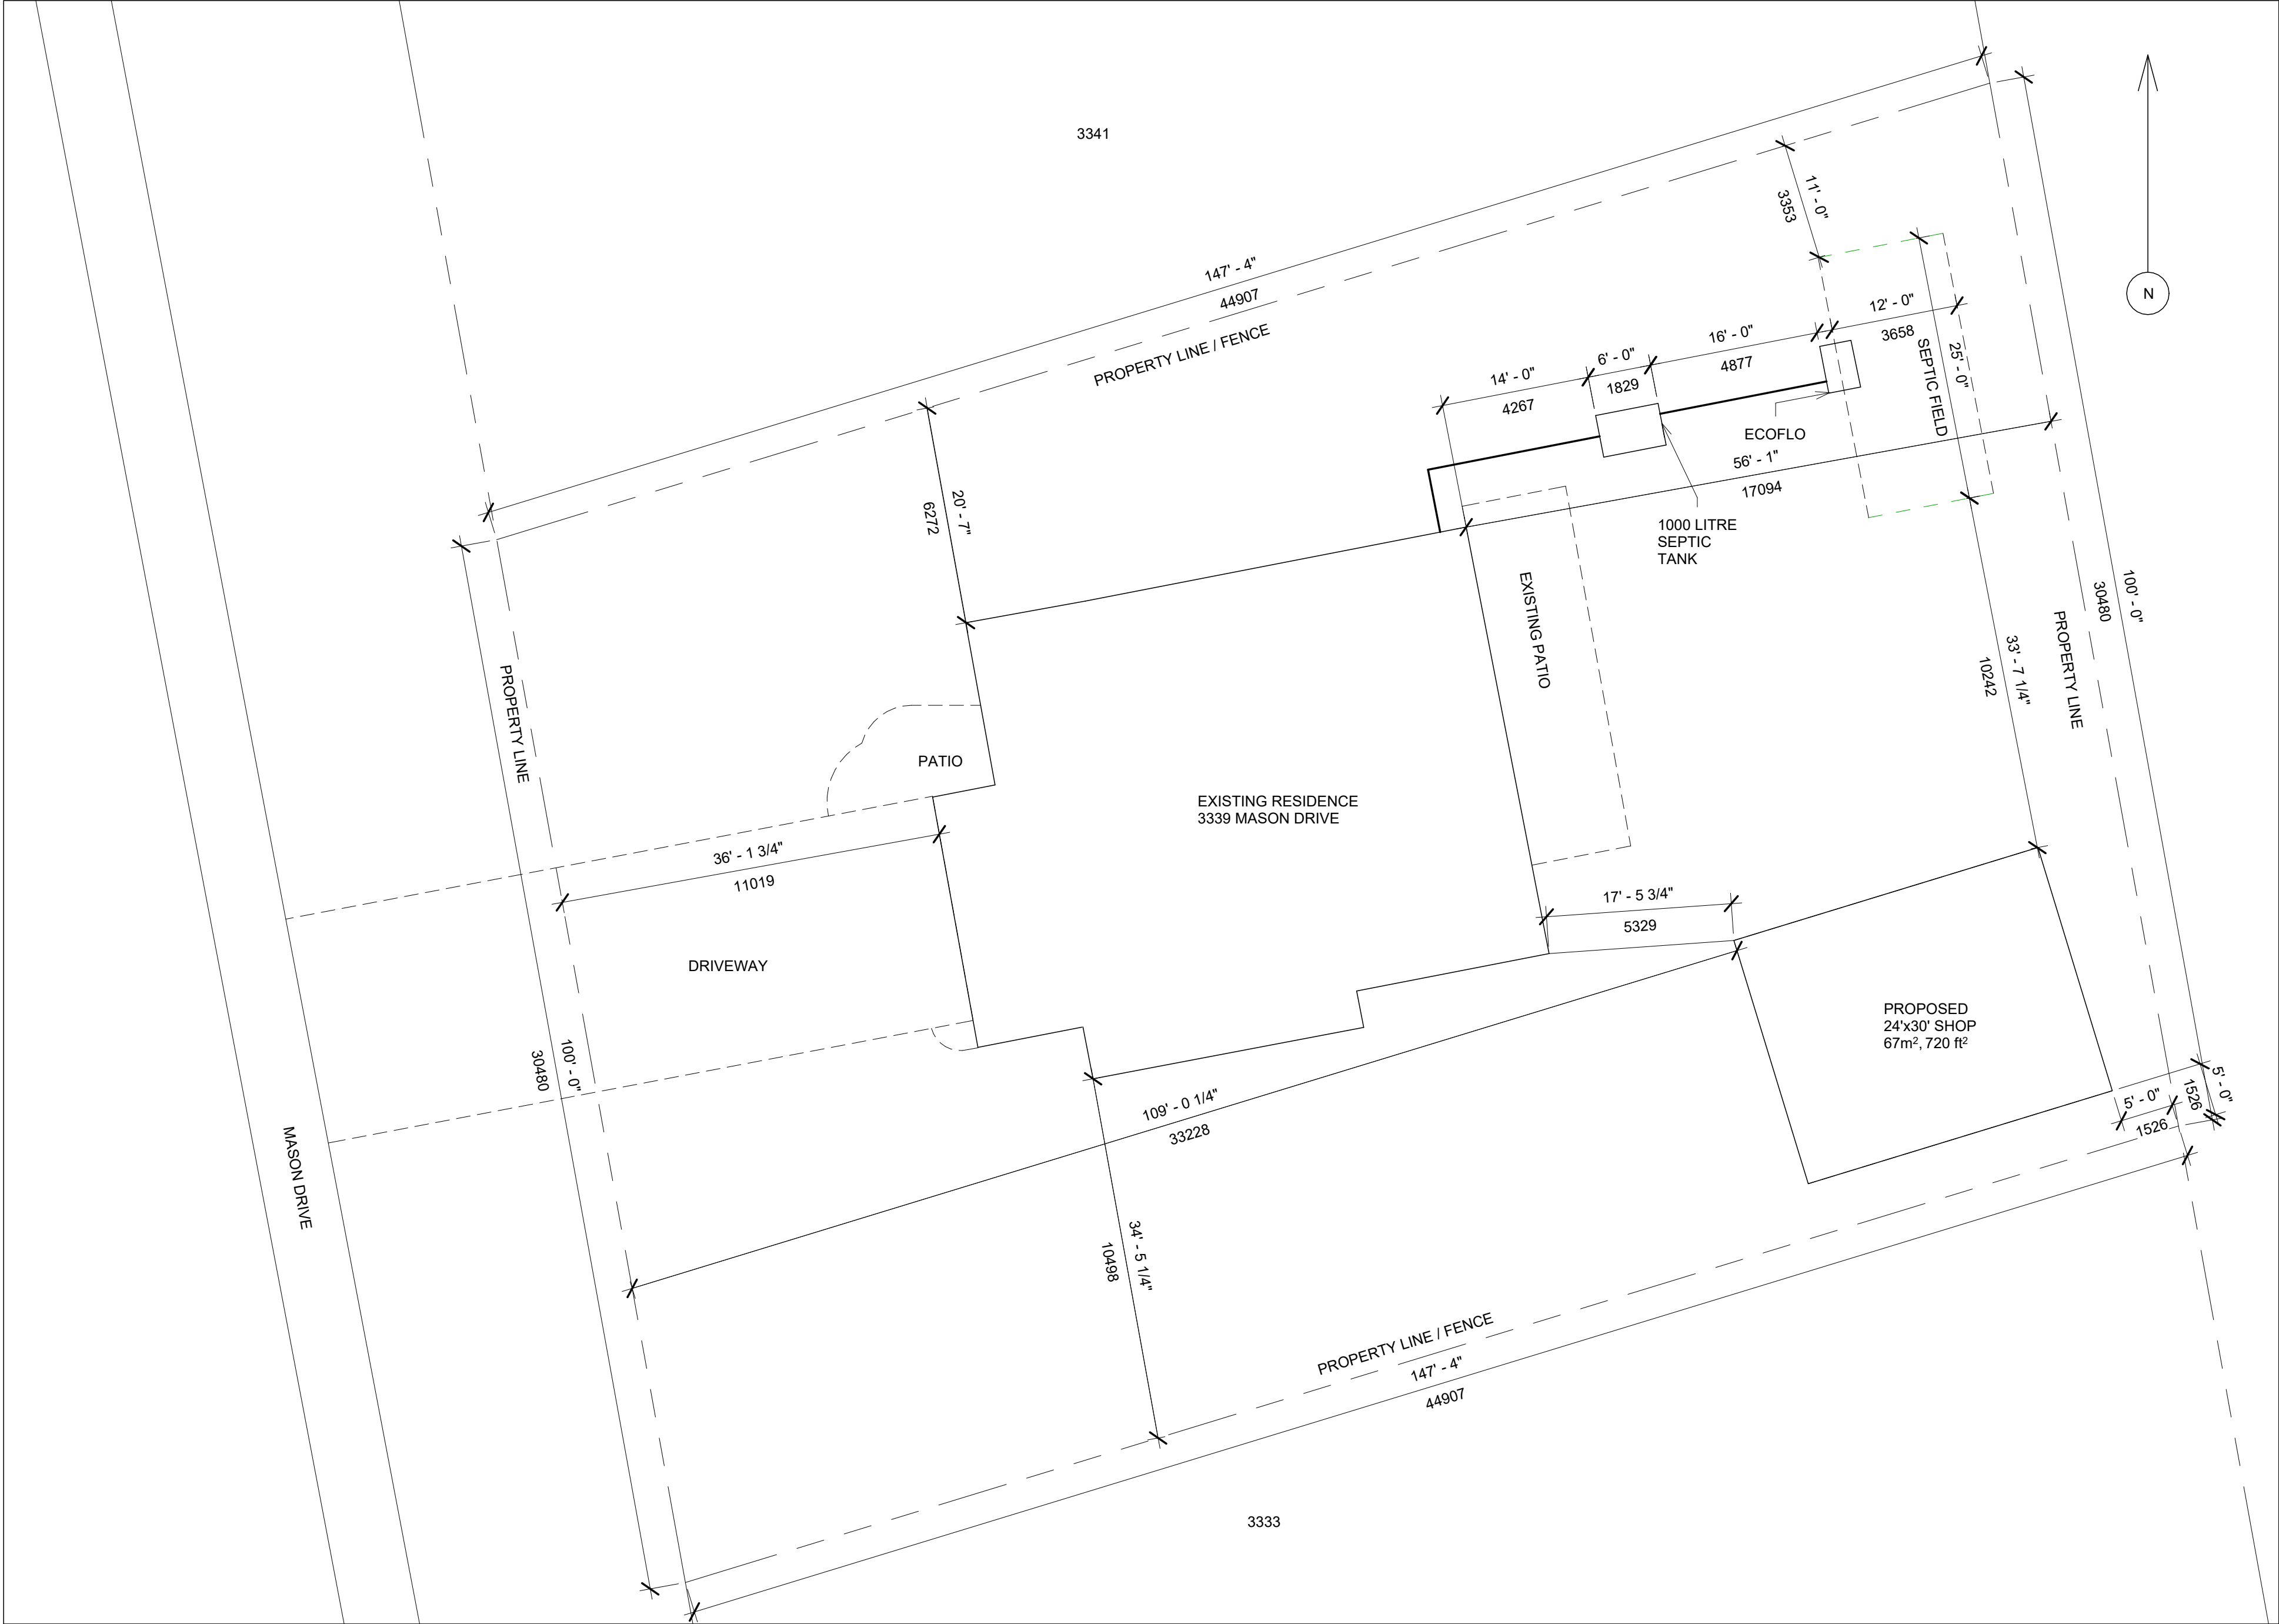 3341
147' - 4"
44907
PROPERTY LINE / FENCE
11' - 0"
3353
N
12' - 0"
3658
16' - 0"
4877
6' - 0"
1829
14' - 0"
4267
SEPTIC FIELD
25' - 0"
ECOFLO
56' - 1"
17094
1000 LITRE
SEPTIC
TANK
20' - 7"
6272
EXISTING PATIO
100' - 0"
30480
PROPERTY LINE
33' - 7 1/4"
10242
PROPERTY LINE
PATIO
EXISTING RESIDENCE
3339 MASON DRIVE
36' - 1 3/4"
11019
17' - 5 3/4"
5329
DRIVEWAY
PROPOSED
24'x30' SHOP
67m², 720 ft²
100' - 0"
30480
5' - 0"
1526
5' - 0"
1526
109' - 0 1/4"
33228
MASON DRIVE
34' - 5 1/4"
10498
PROPERTY LINE / FENCE
147' - 4"
44907
3333